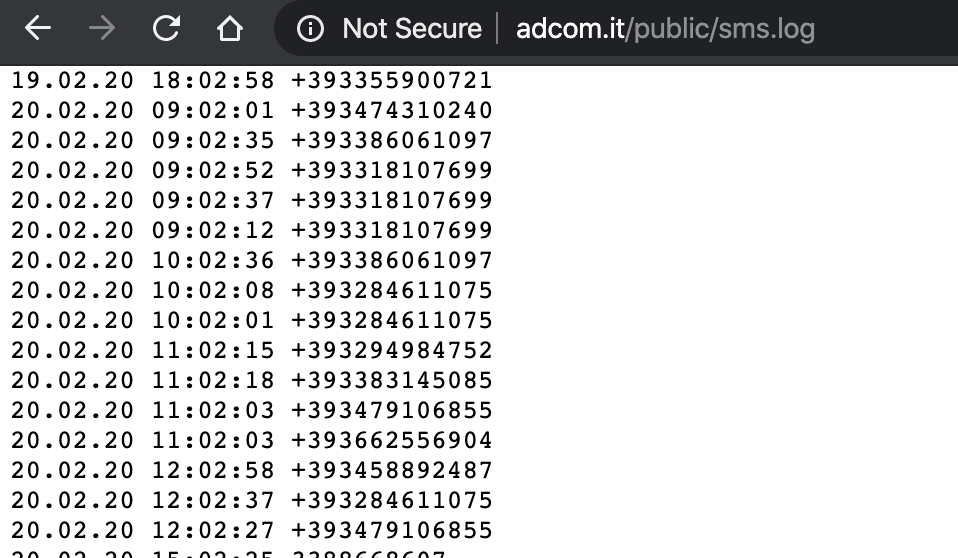 Not Secure | adcom.it/public/sms.log
19.02.20 18:02:58 +393355900721
20.02.20 09:02:01 +393474310240
20.02.20 09:02:35 +393386061097
20.02.20 09:02:52 +393318107699
20.02.20 09:02:37 +393318107699
20.02.20 09:02:12 +393318107699
20.02.20 10:02:36 +393386061097
20.02.20 10:02:08 +393284611075
20.02.20 10:02:01 +393284611075
20.02.20 11:02:15 +393294984752
20.02.20 11:02:18 +393383145085
20.02.20 11:02:03 +393479106855
20.02.20 11:02:03 +393662556904
20.02.20 12:02:58 +393458892487
20.02.20 12:02:37 +393284611075
20.02.20 12:02:27 +393479106855
20.02.20 15:02:25